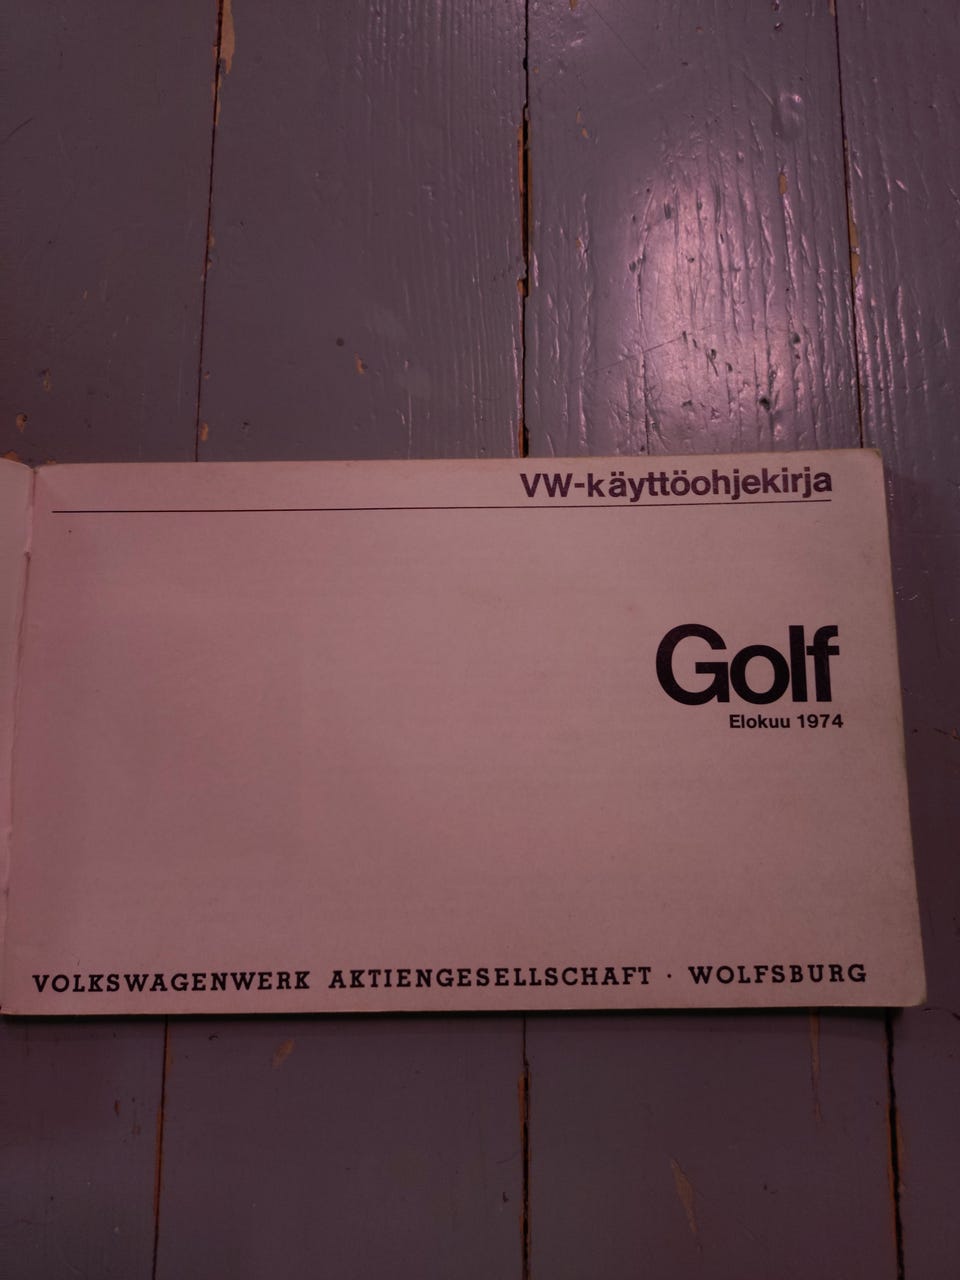 VW-käyttöohjekirja
Golf
Elokuu 1974
VOLKSWAGENWERK AKTIENGESELLSCHAFT · WOLFSBURG